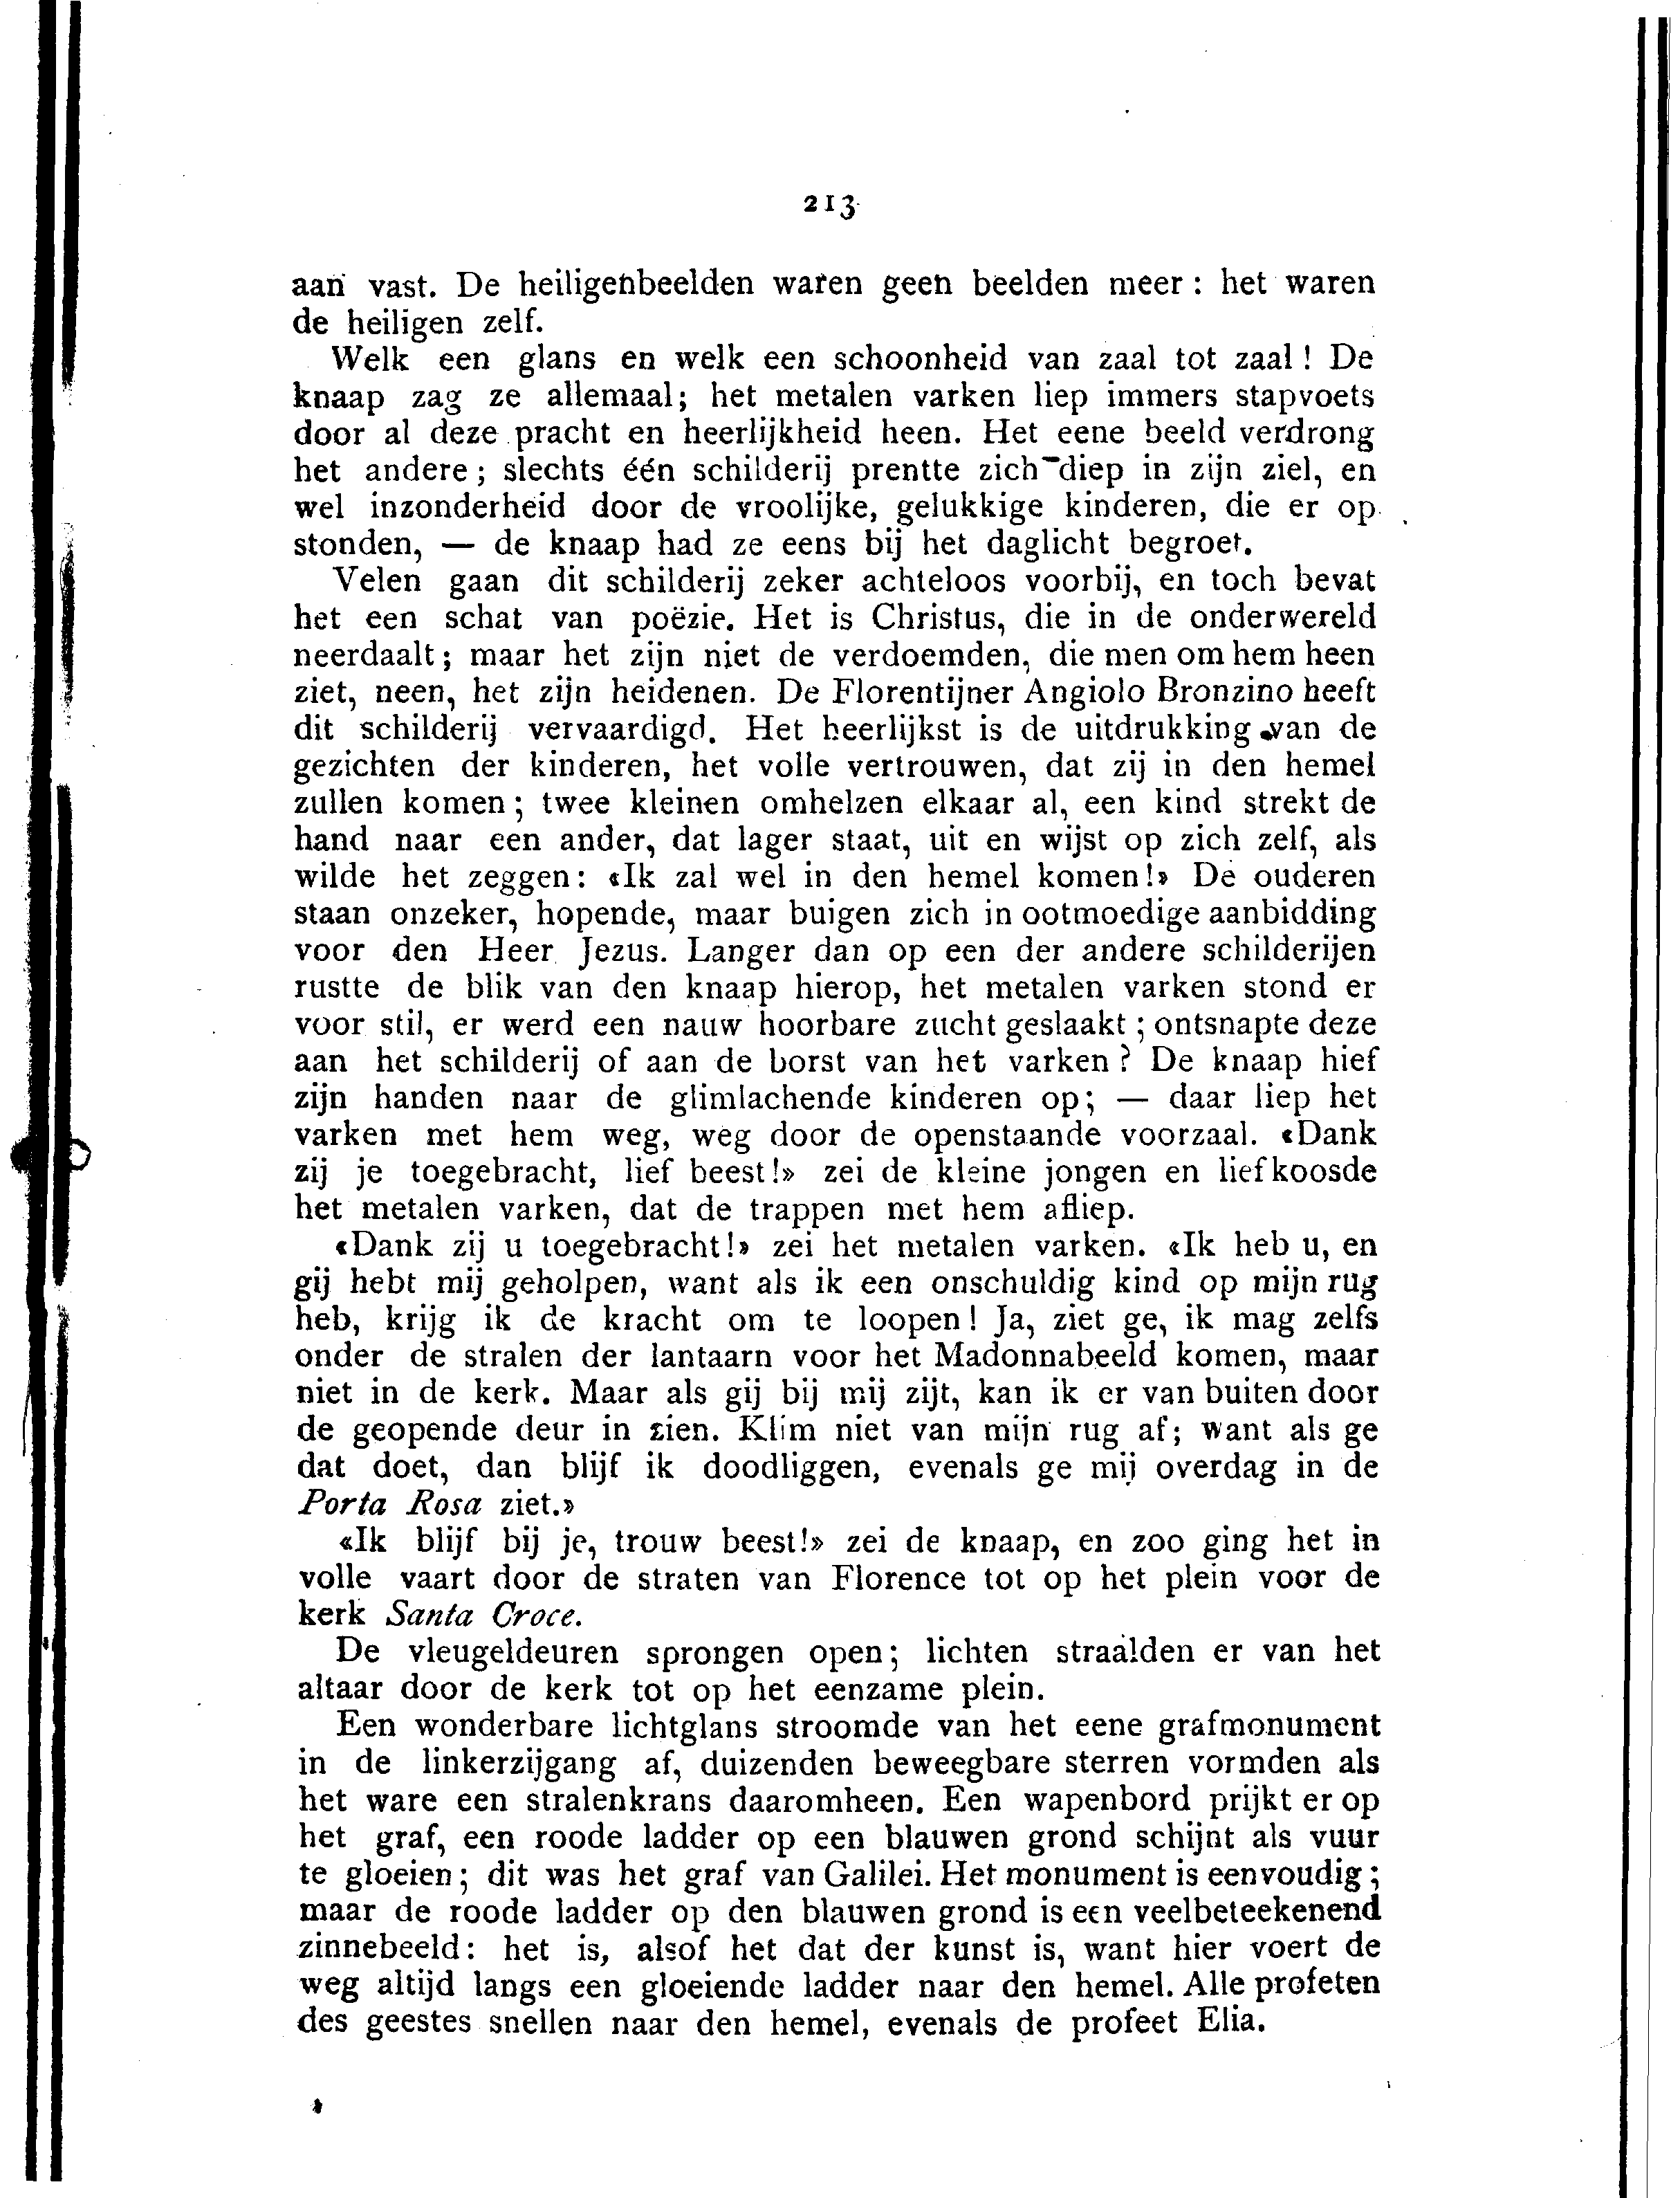 213
aan vast. De heiligenbeelden waren geen beelden meer : het waren
de heiligen zelf.
Welk een glans en welk een schoonheid van zaal tot zaal ! De
knaap zag ze allemaal; het metalen varken liep immers stapvoets
door al deze pracht en heerlijkheid heen. Het eene beeld verdrong
het andere ; slechts één schilderij prentte zich diep in zijn ziel, en
wel inzonderheid door de vroolijke, gelukkige kinderen, die er op
stonden, — de knaap had ze eens bij het daglicht begroet.
Velen gaan dit schilderij zeker achteloos voorbij, en toch bevat
het een schat van poëzie. Het is Christus, die in de onderwereld
neerdaalt ; maar het zijn niet de verdoemden, die men om hem heen
ziet, neen, het zijn heidenen. De Florentijner Angiolo Bronzino heeft
dit schilderij vervaardigd. Het heerlijkst is de uitdrukking van de
gezichten der kinderen, het volle vertrouwen, dat zij in den hemel
zullen komen ; twee kleinen omhelzen elkaar al, een kind strekt de
hand naar een ander, dat lager staat, uit en wijst op zich zelf, als
wilde het zeggen: «Ik zal wel in den hemel komen!» De ouderen
staan onzeker, hopende, maar buigen zich in ootmoedige aanbidding
voor den Heer Jezus. Langer dan op een der andere schilderijen
rustte de blik van den knaap hierop, het metalen varken stond er
voor stil, er werd een nauw hoorbare zucht geslaakt ; ontsnapte deze
aan het schilderij of aan de borst van het varken ? De knaap hief
zijn handen naar de glimlachende kinderen op; — daar liep het
varken met hem weg, weg door de openstaande voorzaal. «Dank
zij je toegebracht, lief beest!» zei de kleine jongen en liefkoosde
het metalen varken, dat de trappen met hem afliep.
«Dank zij u toegebracht!» zei het metalen varken. «Ik heb u, en
gij hebt mij geholpen, want als ik een onschuldig kind op mijn rug
heb, krijg ik de kracht om te loopen! Ja, ziet ge, ik mag zelfs
onder de stralen der lantaarn voor het Madonnabeeld komen, maar
niet in de kerk. Maar als gij bij mij zijt, kan ik er van buiten door
de geopende deur in zien. Klim niet van mijn rug af; want als ge
dat doet, dan blijf ik doodliggen, evenals ge mij overdag in de
Porta Rosa ziet.»
«Ik blijf bij je, trouw beest!» zei de knaap, en zoo ging het in
volle vaart door de straten van Florence tot op het plein voor de
kerk Santa Croce.
De vleugeldeuren sprongen open; lichten straalden er van het
altaar door de kerk tot op het eenzame plein.
Een wonderbare lichtglans stroomde van het eene grafmonument
in de linkerzijgang af, duizenden beweegbare sterren vormden als
het ware een stralenkrans daaromheen. Een wapenbord prijkt er op
het graf, een roode ladder op een blauwen grond schijnt als vuur
te gloeien ; dit was het graf van Galilei. Het monument is eenvoudig ;
maar de roode ladder op den blauwen grond is een veelbeteekenend
zinnebeeld: het is, alsof het dat der kunst is, want hier voert de
weg altijd langs een gloeiende ladder naar den hemel. Alle profeten
des geestes snellen naar den hemel, evenals de profeet Elia.